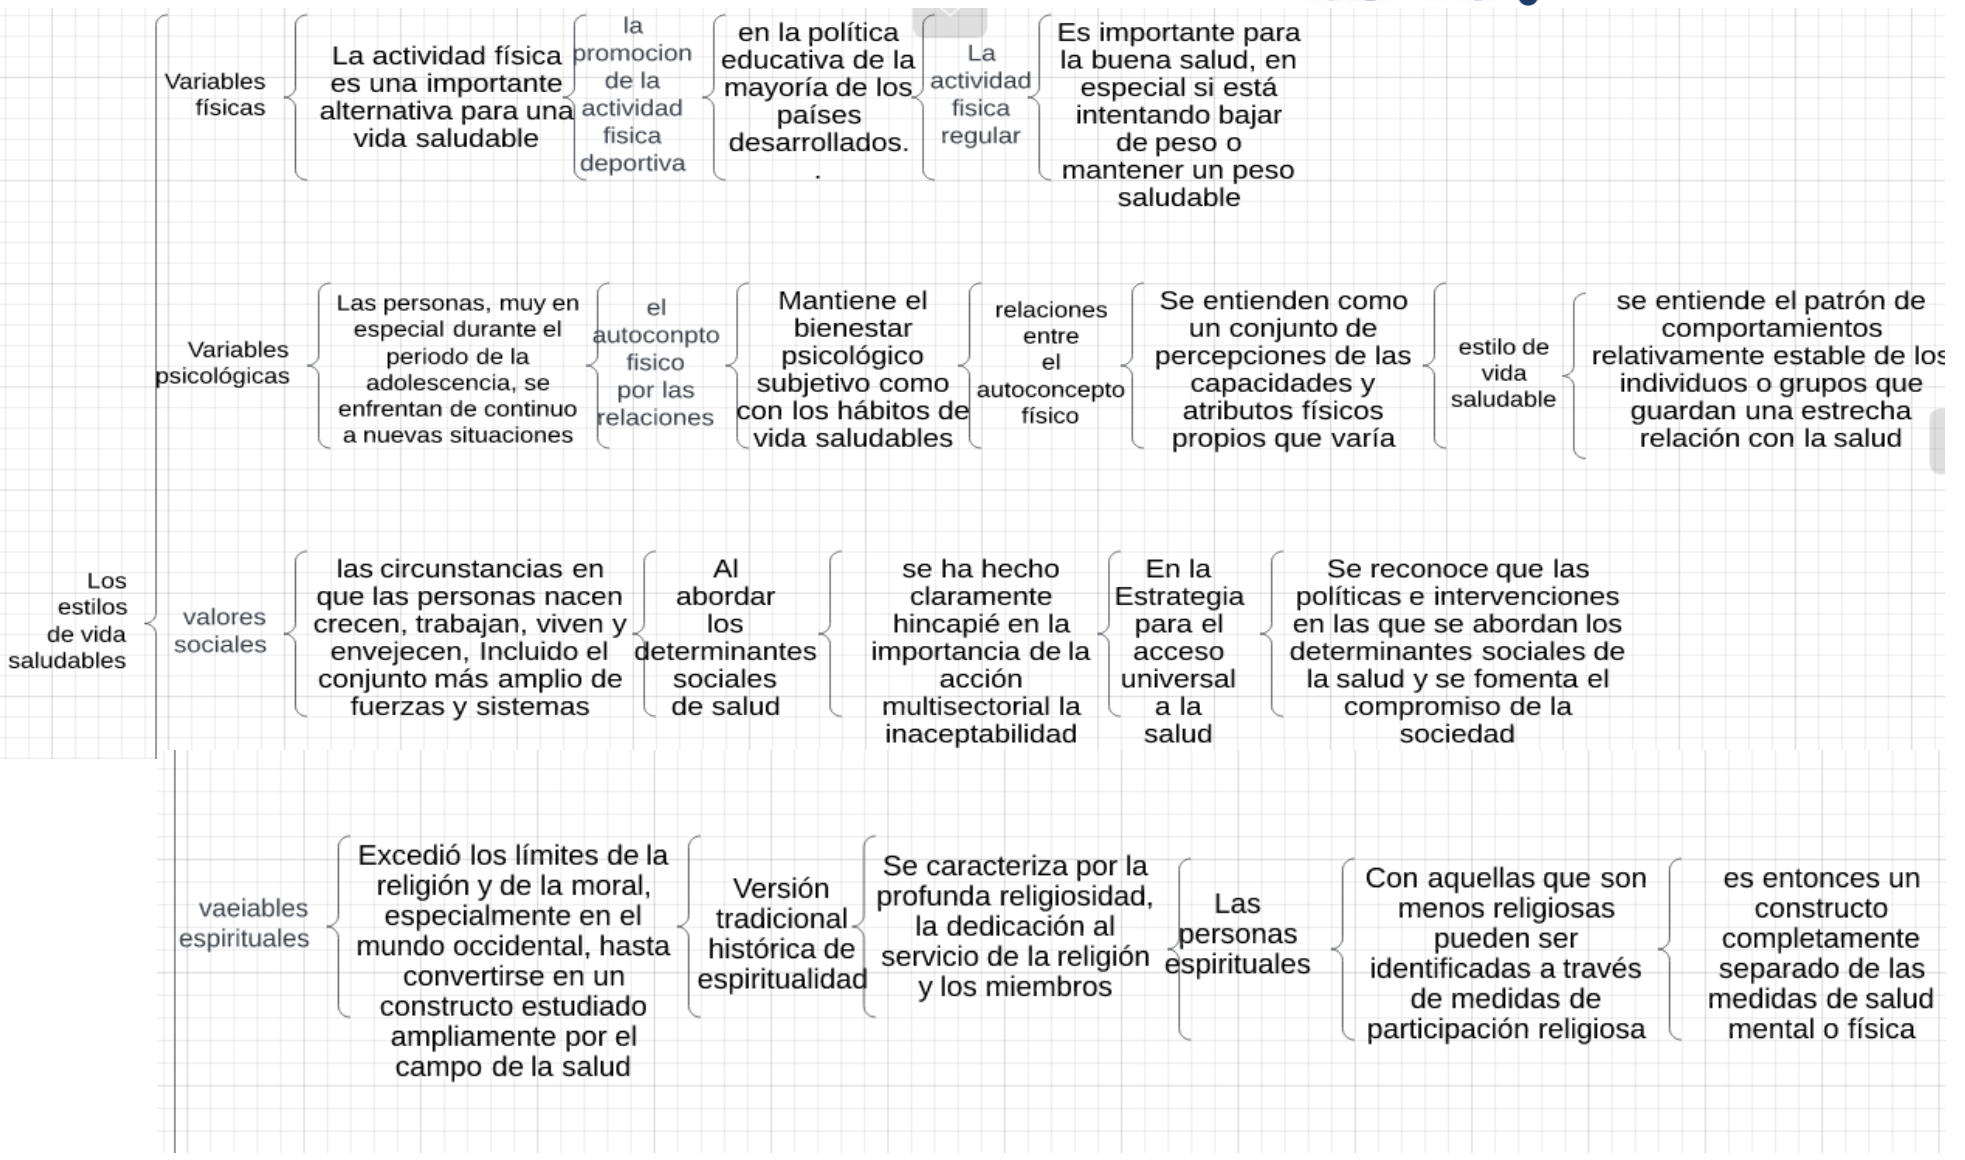 Variables
físicas
La actividad física
es una importante
alternativa para una
vida saludable
la
promocion
de la
actividad
fisica
deportiva
en la política
educativa de la
mayoría de los
países
desarrollados.
.
La
actividad
fisica
regular
Es importante para
la buena salud, en
especial si está
intentando bajar
de peso o
mantener un peso
saludable
Variables
psicológicas
Las personas, muy en
especial durante el
periodo de la
adolescencia, se
enfrentan de continuo
a nuevas situaciones
el
autoconpto
fisico
por las
relaciones
Mantiene el
bienestar
psicológico
subjetivo como
con los hábitos de
vida saludables
relaciones
entre
el
autoconcepto
físico
Se entienden como
un conjunto de
percepciones de las
capacidades y
atributos físicos
propios que varía
estilo de
vida
saludable
se entiende el patrón de
comportamientos
relativamente estable de los
individuos o grupos que
guardan una estrecha
relación con la salud
Los
estilos
de vida
saludables
valores
sociales
las circunstancias en
que las personas nacen
crecen, trabajan, viven y
envejecen, Incluido el
conjunto más amplio de
fuerzas y sistemas
Al
abordar
los
determinantes
sociales
de salud
se ha hecho
claramente
hincapié en la
importancia de la
acción
multisectorial la
inaceptabilidad
En la
Estrategia
para el
acceso
universal
a la
salud
Se reconoce que las
políticas e intervenciones
en las que se abordan los
determinantes sociales de
la salud y se fomenta el
compromiso de la
sociedad
vaeiables
espirituales
Excedió los límites de la
religión y de la moral,
especialmente en el
mundo occidental, hasta
convertirse en un
constructo estudiado
ampliamente por el
campo de la salud
Versión
tradicional
histórica de
espiritualidad
Se caracteriza por la
profunda religiosidad,
la dedicación al
servicio de la religión
y los miembros
Las
personas
espirituales
Con aquellas que son
menos religiosas
pueden ser
identificadas a través
de medidas de
participación religiosa
es entonces un
constructo
completamente
separado de las
medidas de salud
mental o física